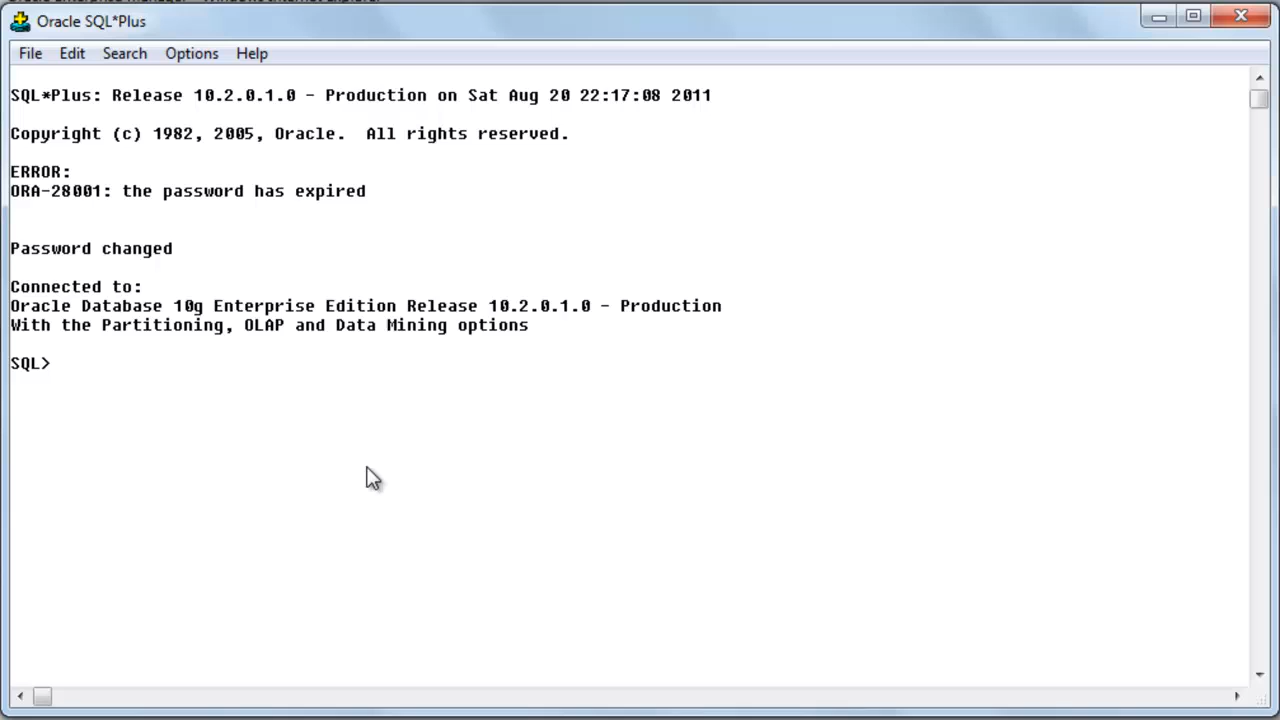 Oracle SQL*Plus
File Edit Search Options Help
SQL*Plus: Release 10.2.0.1.0 - Production on Sat Aug 20 22:17:08 2011
Copyright (c) 1982, 2005, Oracle.  All rights reserved.
ERROR:
ORA-28001: the password has expired
Password changed
Connected to:
Oracle Database 10g Enterprise Edition Release 10.2.0.1.0 - Production
With the Partitioning, OLAP and Data Mining options
SQL>